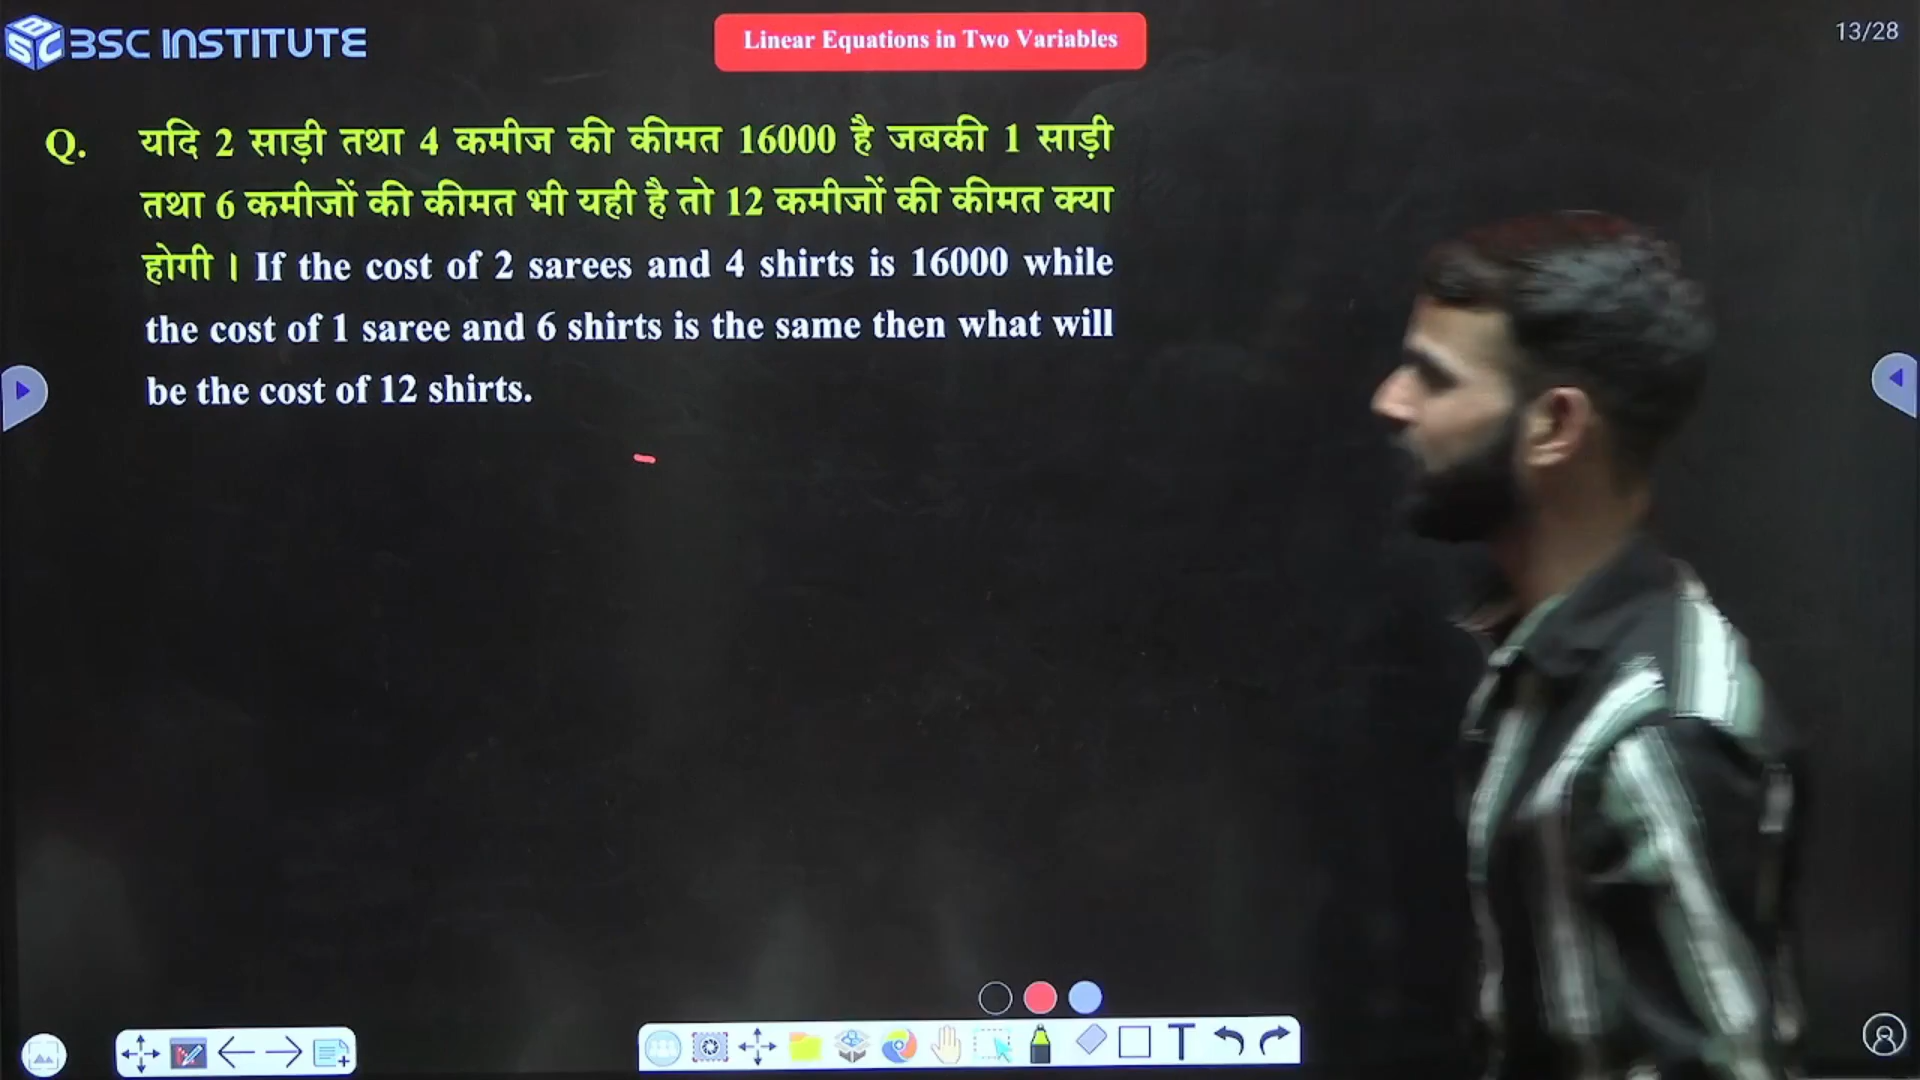 BSC INSTITUTE
Linear Equations in Two Variables
13/28
Q. यदि 2 साड़ी तथा 4 कमीज की कीमत 16000 है जबकी 1 साड़ी
तथा 6 कमीजों की कीमत भी यही है तो 12 कमीजों की कीमत क्या
होगी । If the cost of 2 sarees and 4 shirts is 16000 while
the cost of 1 saree and 6 shirts is the same then what will
be the cost of 12 shirts.